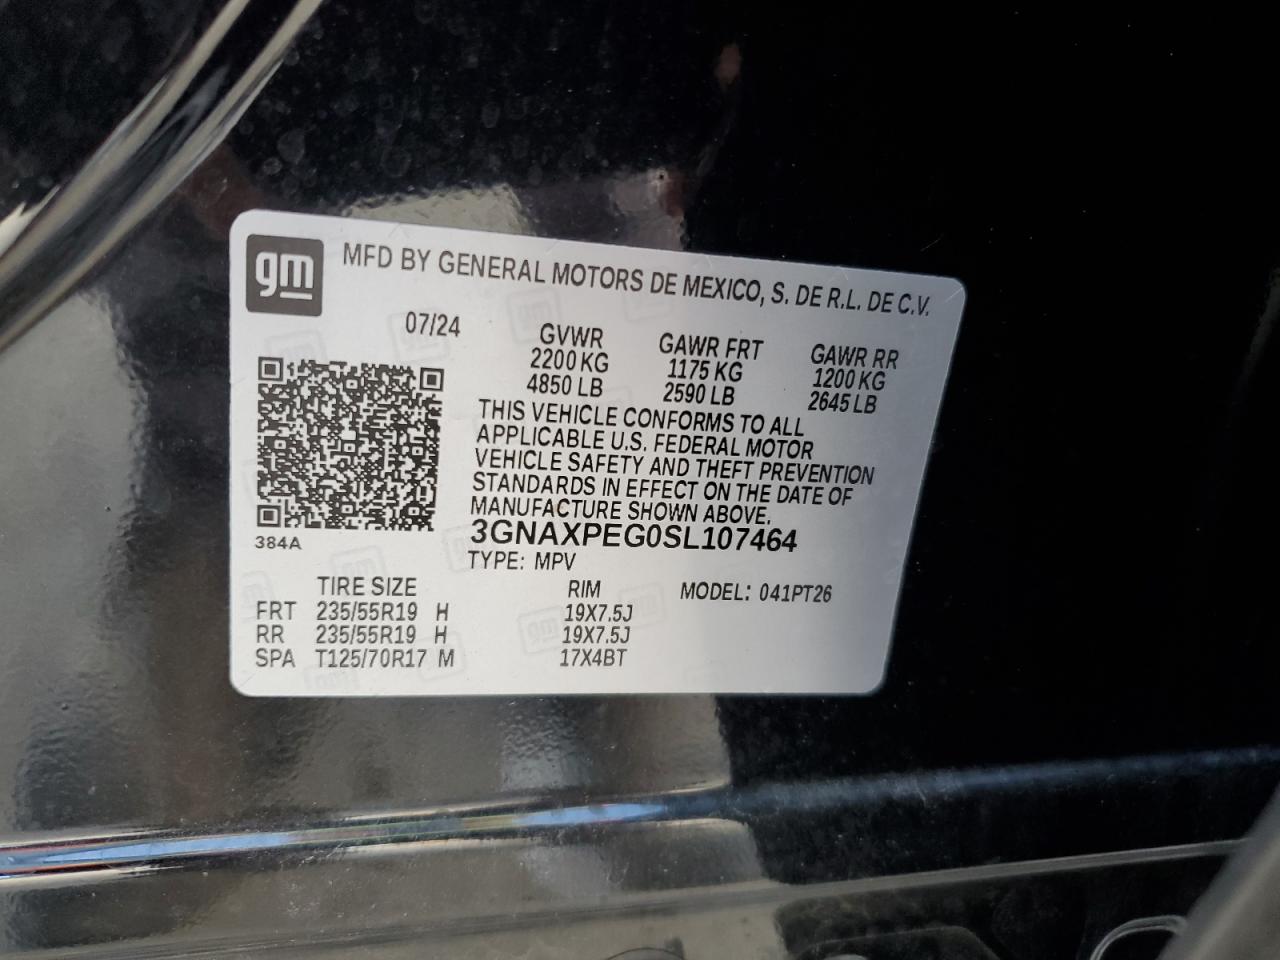 gm
MFD BY GENERAL MOTORS DE MEXICO, S. DE R.L. DE C.V.
07/24 GVWR GAWR FRT GAWR RR
2200 KG 1175 KG 1200 KG
4850 LB 2590 LB 2645 LB
THIS VEHICLE CONFORMS TO ALL
APPLICABLE U.S. FEDERAL MOTOR
VEHICLE SAFETY AND THEFT PREVENTION
STANDARDS IN EFFECT ON THE DATE OF
MANUFACTURE SHOWN ABOVE.
3GNAXPEG0SL107464
384A
TYPE: MPV
TIRE SIZE RIM MODEL: 041PT26
FRT 235/55R19 H 19X7.5J
RR 235/55R19 H 19X7.5J
SPA T125/70R17 M 17X4BT